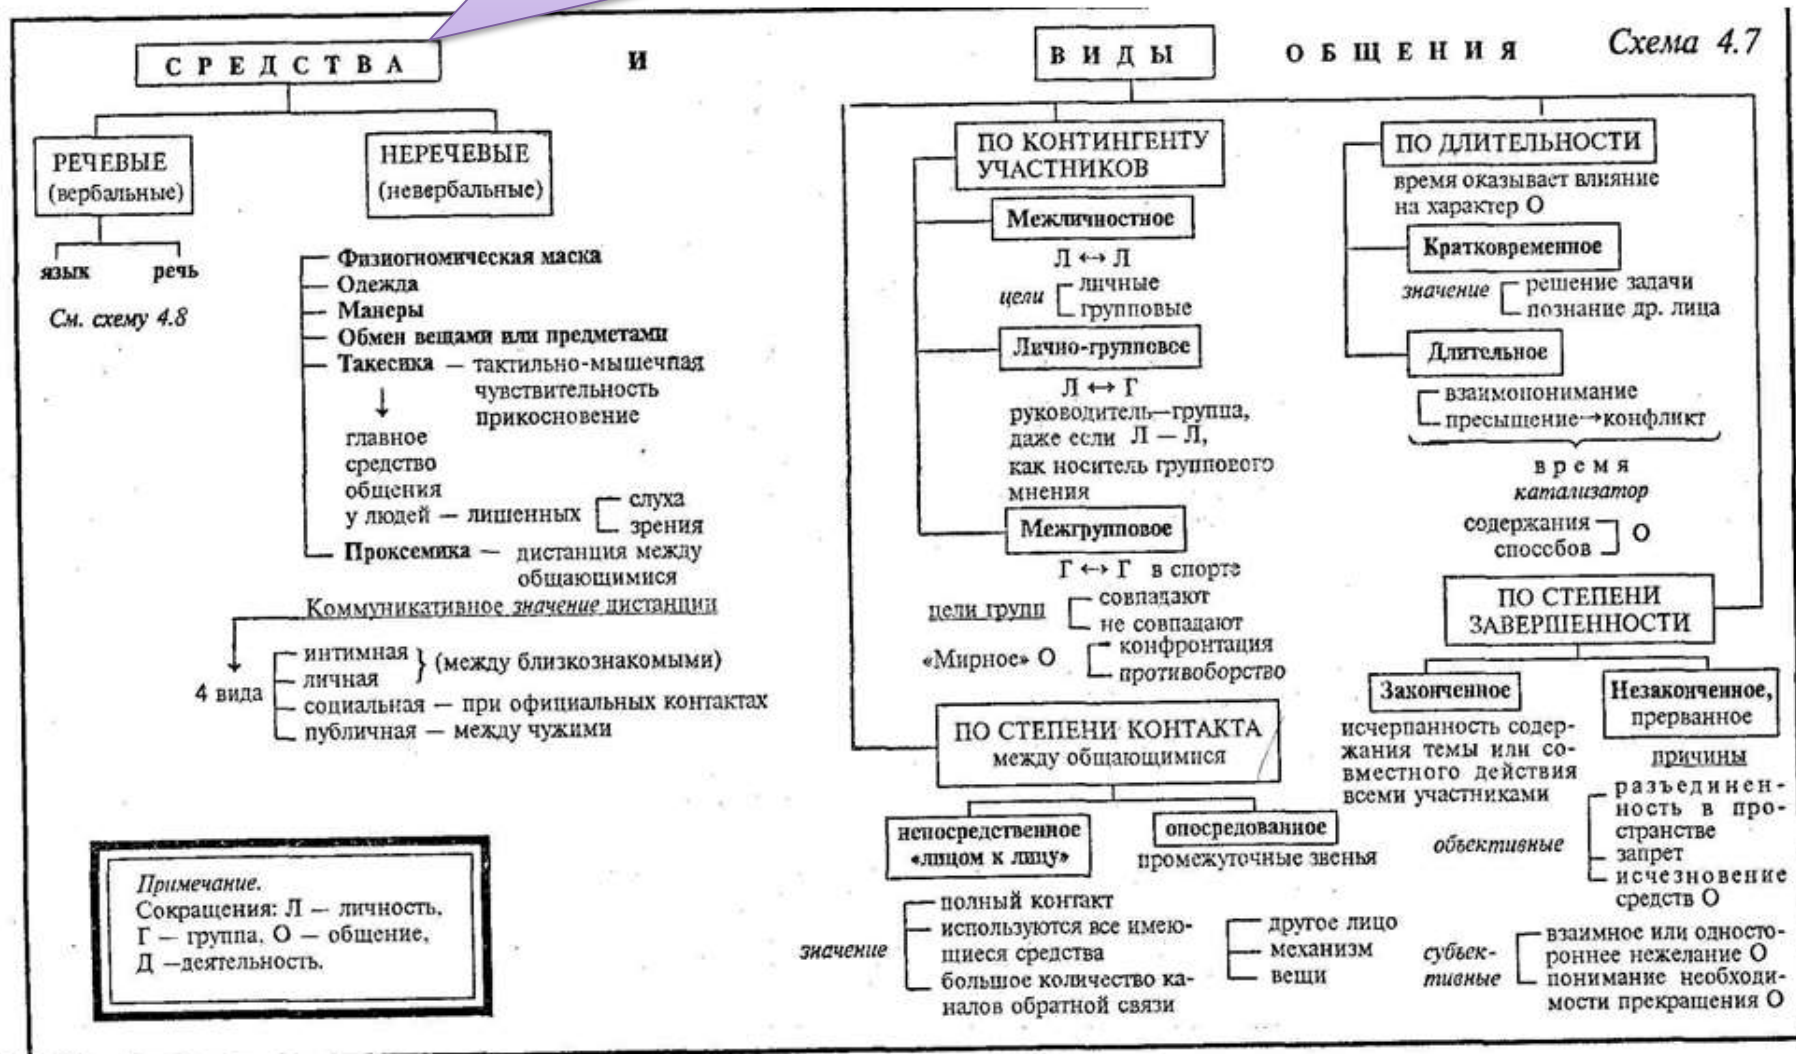 СРЕДСТВА И ВИДЫ ОБЩЕНИЯ
Схема 4.7
РЕЧЕВЫЕ
(вербальные)
язык речь
См. схему 4.8
НЕРЕЧЕВЫЕ
(невербальные)
Физиогномическая маска
Одежда
Манеры
Обмен вещами или предметами
Такесика — тактильно-мышечная
чувствительность
прикосновение
главное
средство
общения
у людей — лишенных
слуха
зрения
Проксемика — дистанция между
общающимися
Коммуникативное значение дистанции
4 вида
интимная
личная
(между близкознакомыми)
социальная — при официальных контактах
публичная — между чужими
Примечание.
Сокращения: Л — личность,
Г — группа, О — общение,
Д —деятельность.
ПО КОНТИНГЕНТУ
УЧАСТНИКОВ
Межличностное
Л ↔ Л
цели
личные
групповые
Лично-групповое
Л ↔ Г
руководитель—группа,
даже если Л — Л,
как носитель группового
мнения
Межгрупповое
Г ↔ Г в спорте
цели групп
совпадают
не совпадают
«Мирное» О
конфронтация
противоборство
ПО СТЕПЕНИ КОНТАКТА
между общающимися
непосредственное
«лицом к лицу»
значение
полный контакт
используются все имею-
щиеся средства
большое количество ка-
налов обратной связи
опосредованное
промежуточные звенья
другое лицо
механизм
вещи
ПО ДЛИТЕЛЬНОСТИ
время оказывает влияние
на характер О
Кратковременное
значение
решение задачи
познание др. лица
Длительное
взаимопонимание
пресыщение→конфликт
время
катализатор
содержания
способов
О
ПО СТЕПЕНИ
ЗАВЕРШЕННОСТИ
Законченное
исчерпанность содер-
жания темы или со-
вместного действия
всеми участниками
Незаконченное,
прерванное
причины
объективные
разъединен-
ность в про-
странстве
запрет
исчезновение
средств О
субъек-
тивные
взаимное или односто-
роннее нежелание О
понимание необходи-
мости прекращения О